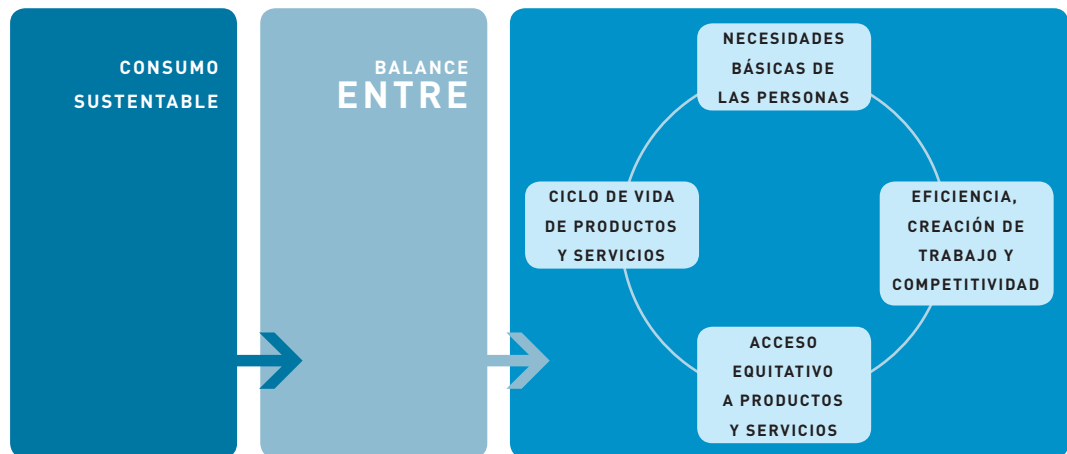 CONSUMO
SUSTENTABLE
BALANCE
ENTRE
NECESIDADES
BÁSICAS DE
LAS PERSONAS
CICLO DE VIDA
DE PRODUCTOS
Y SERVICIOS
EFICIENCIA,
CREACIÓN DE
TRABAJO Y
COMPETITIVIDAD
ACCESO
EQUITATIVO
A PRODUCTOS
Y SERVICIOS